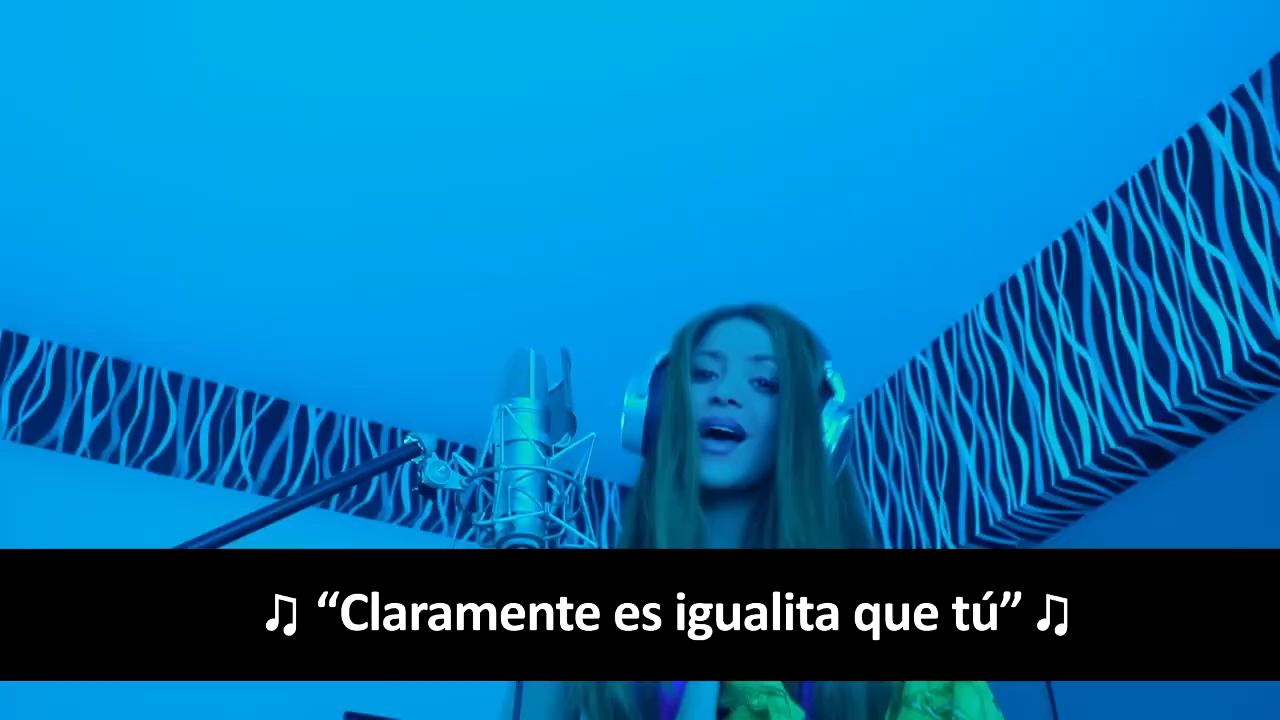 ♫ “Claramente es igualita que tú” ♫